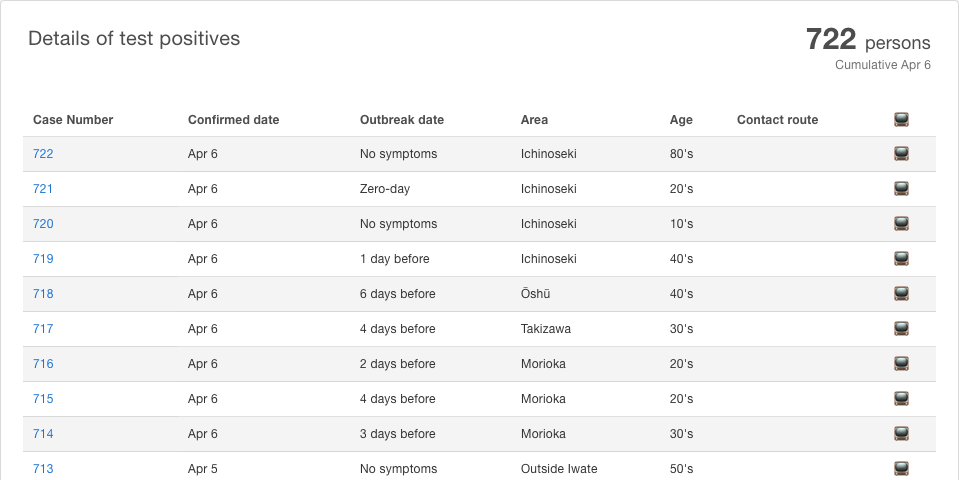 Details of test positives
722 persons
Cumulative Apr 6
Case Number Confirmed date Outbreak date Area Age Contact route
722 Apr 6 No symptoms Ichinoseki 80's
721 Apr 6 Zero-day Ichinoseki 20's
720 Apr 6 No symptoms Ichinoseki 10's
719 Apr 6 1 day before Ichinoseki 40's
718 Apr 6 6 days before Ōshū 40's
717 Apr 6 4 days before Takizawa 30's
716 Apr 6 2 days before Morioka 20's
715 Apr 6 4 days before Morioka 20's
714 Apr 6 3 days before Morioka 30's
713 Apr 5 No symptoms Outside Iwate 50's